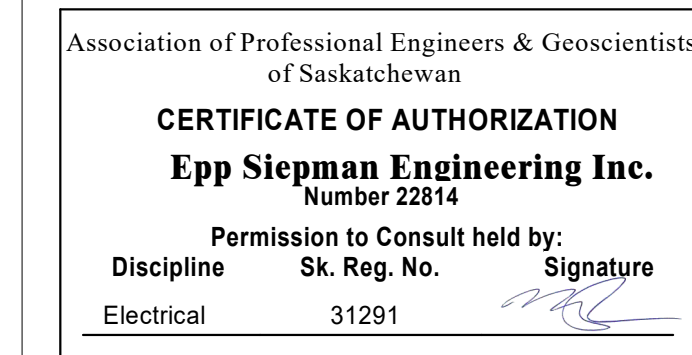 Association of Professional Engineers & Geoscientists
of Saskatchewan
CERTIFICATE OF AUTHORIZATION
Epp Siepman Engineering Inc.
Number 22814
Permission to Consult held by:
Discipline Sk. Reg. No. Signature
Electrical 31291